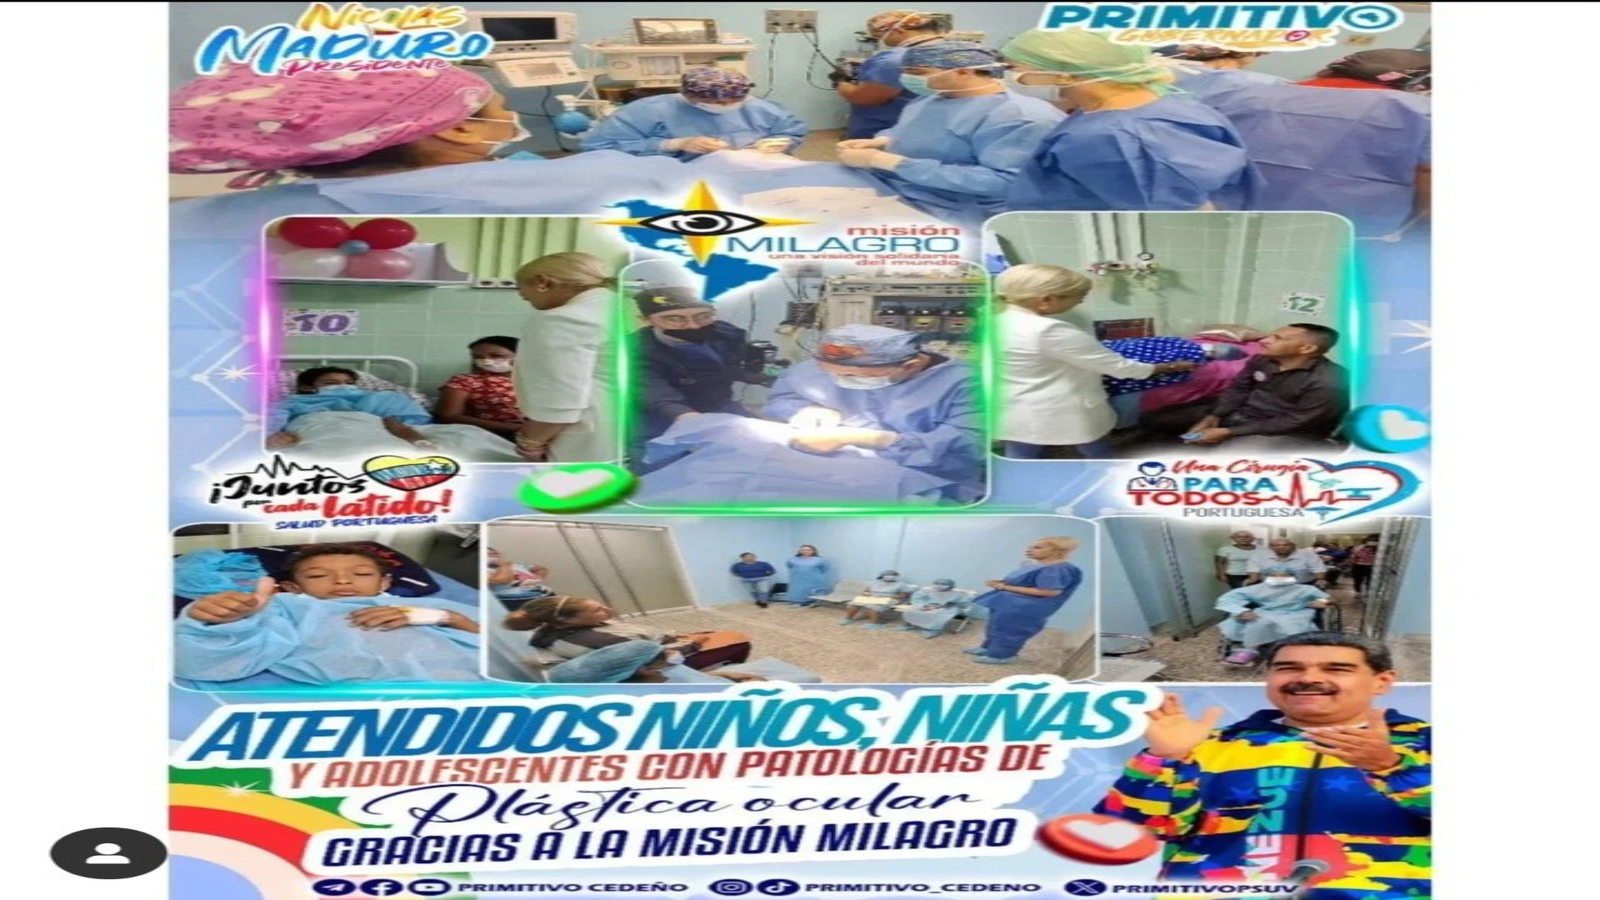 Nicolás
MADURO
PRESIDENTE
PRIMITIVO
GOBERNADOR
misión
MILAGRO
una visión solidaria
del mundo
10
12
¡Juntos
por cada latido!
SALUD PORTUGUESA
Una Cirugía
PARA
TODOS
PORTUGUESA
ATENDIDOS NIÑOS, NIÑAS
Y ADOLESCENTES CON PATOLOGÍAS DE
Plástica ocular
GRACIAS A LA MISIÓN MILAGRO
VENEZUE
PRIMITIVO CEDEÑO PRIMITIVO_CEDENO PRIMITIVOPSUV